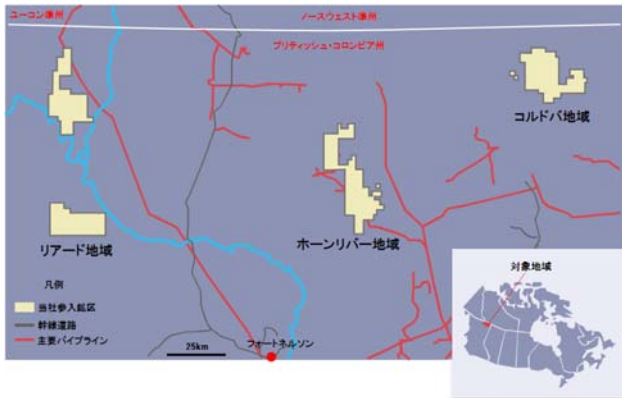 ユーコン準州
ノースウェスト準州
ブリティッシュ・コロンビア州
コルドバ地域
リアード地域
ホーンリバー地域
対象地域
凡例
当社参入鉱区
幹線道路
主要パイプライン
25km
フォートネルソン